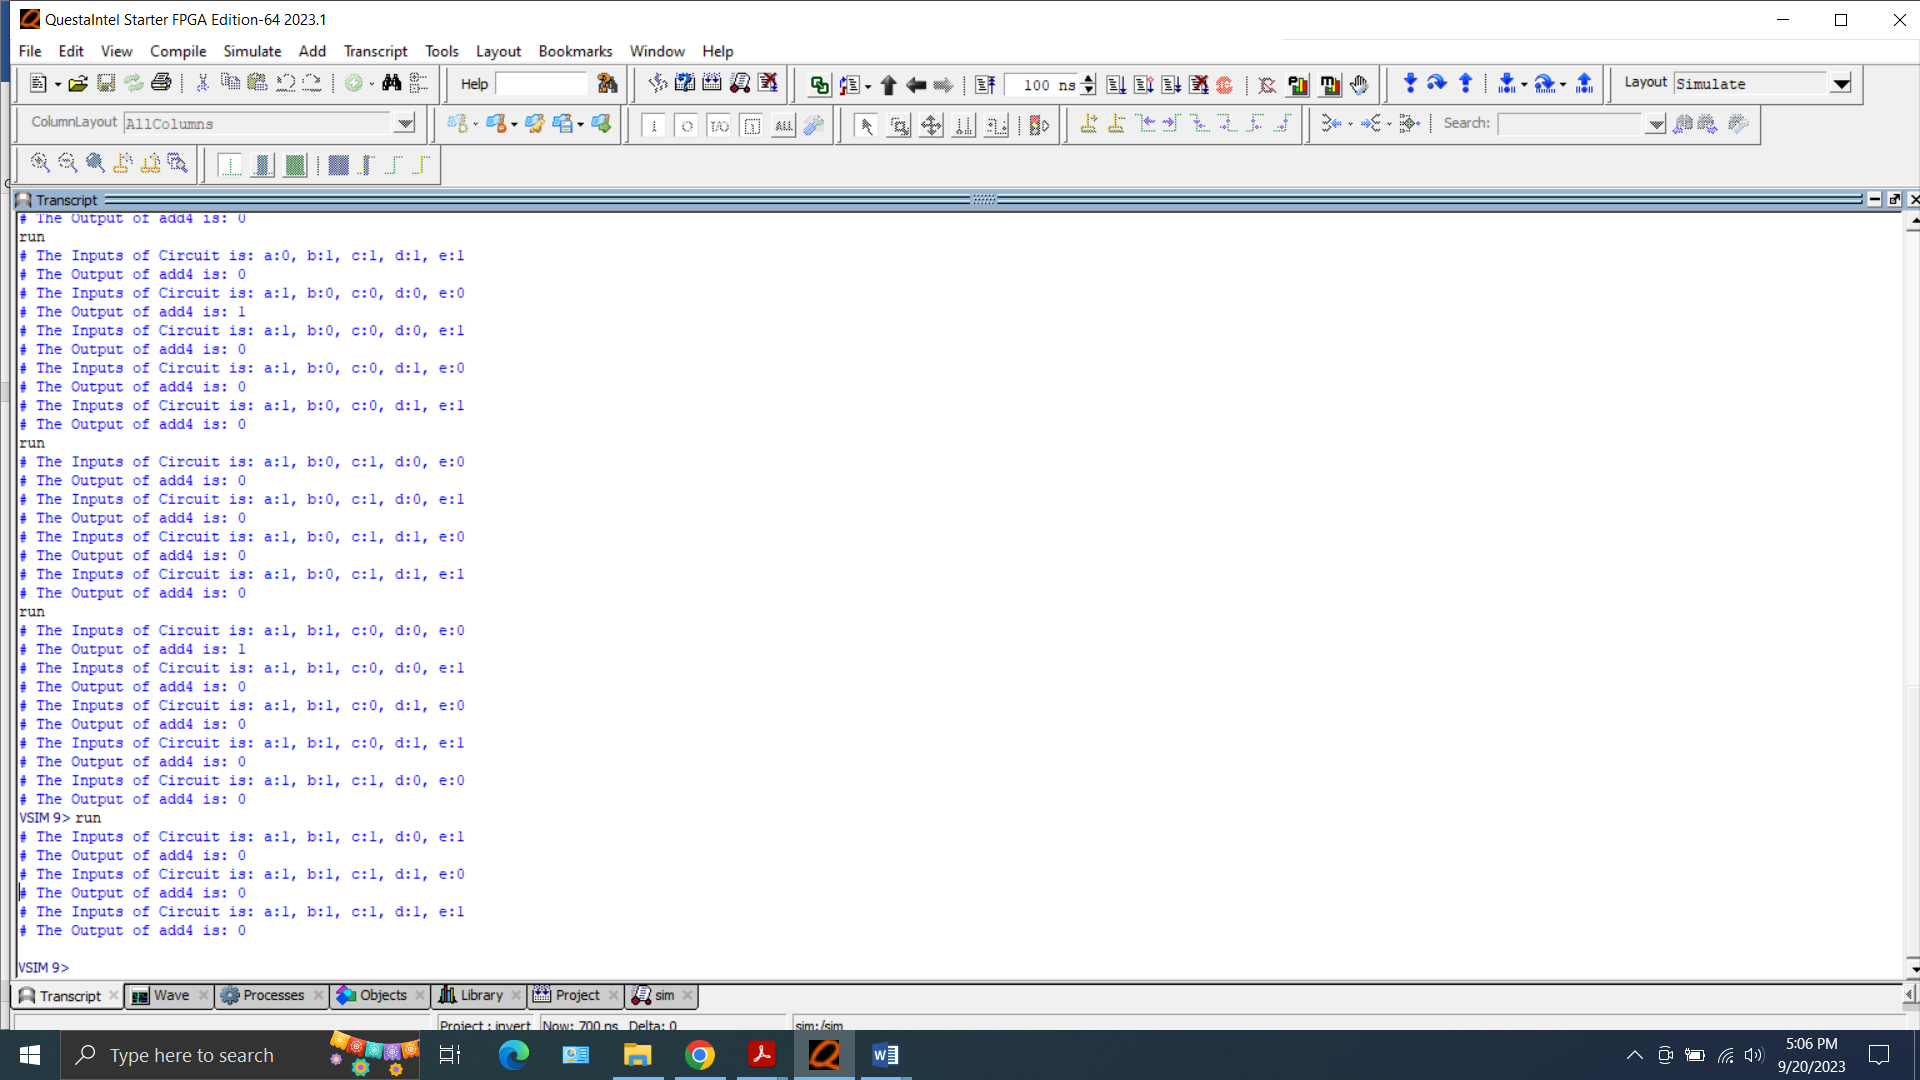 QuestaIntel Starter FPGA Edition-64 2023.1
File Edit View Compile Simulate Add Transcript Tools Layout Bookmarks Window Help
Help 100 ns Layout Simulate
ColumnLayout AllColumns ALL Search:
Transcript
# The Output of add4 is: 0
run
# The Inputs of Circuit is: a:0, b:1, c:1, d:1, e:1
# The Output of add4 is: 0
# The Inputs of Circuit is: a:1, b:0, c:0, d:0, e:0
# The Output of add4 is: 1
# The Inputs of Circuit is: a:1, b:0, c:0, d:0, e:1
# The Output of add4 is: 0
# The Inputs of Circuit is: a:1, b:0, c:0, d:1, e:0
# The Output of add4 is: 0
# The Inputs of Circuit is: a:1, b:0, c:0, d:1, e:1
# The Output of add4 is: 0
run
# The Inputs of Circuit is: a:1, b:0, c:1, d:0, e:0
# The Output of add4 is: 0
# The Inputs of Circuit is: a:1, b:0, c:1, d:0, e:1
# The Output of add4 is: 0
# The Inputs of Circuit is: a:1, b:0, c:1, d:1, e:0
# The Output of add4 is: 0
# The Inputs of Circuit is: a:1, b:0, c:1, d:1, e:1
# The Output of add4 is: 0
run
# The Inputs of Circuit is: a:1, b:1, c:0, d:0, e:0
# The Output of add4 is: 1
# The Inputs of Circuit is: a:1, b:1, c:0, d:0, e:1
# The Output of add4 is: 0
# The Inputs of Circuit is: a:1, b:1, c:0, d:1, e:0
# The Output of add4 is: 0
# The Inputs of Circuit is: a:1, b:1, c:0, d:1, e:1
# The Output of add4 is: 0
# The Inputs of Circuit is: a:1, b:1, c:1, d:0, e:0
# The Output of add4 is: 0
VSIM 9> run
# The Inputs of Circuit is: a:1, b:1, c:1, d:0, e:1
# The Output of add4 is: 0
# The Inputs of Circuit is: a:1, b:1, c:1, d:1, e:0
# The Output of add4 is: 0
# The Inputs of Circuit is: a:1, b:1, c:1, d:1, e:1
# The Output of add4 is: 0
VSIM 9>
Transcript Wave Processes Objects Library Project sim
Project : invert Now: 700 ns Delta: 0 sim:/sim
Type here to search
5:06 PM
9/20/2023